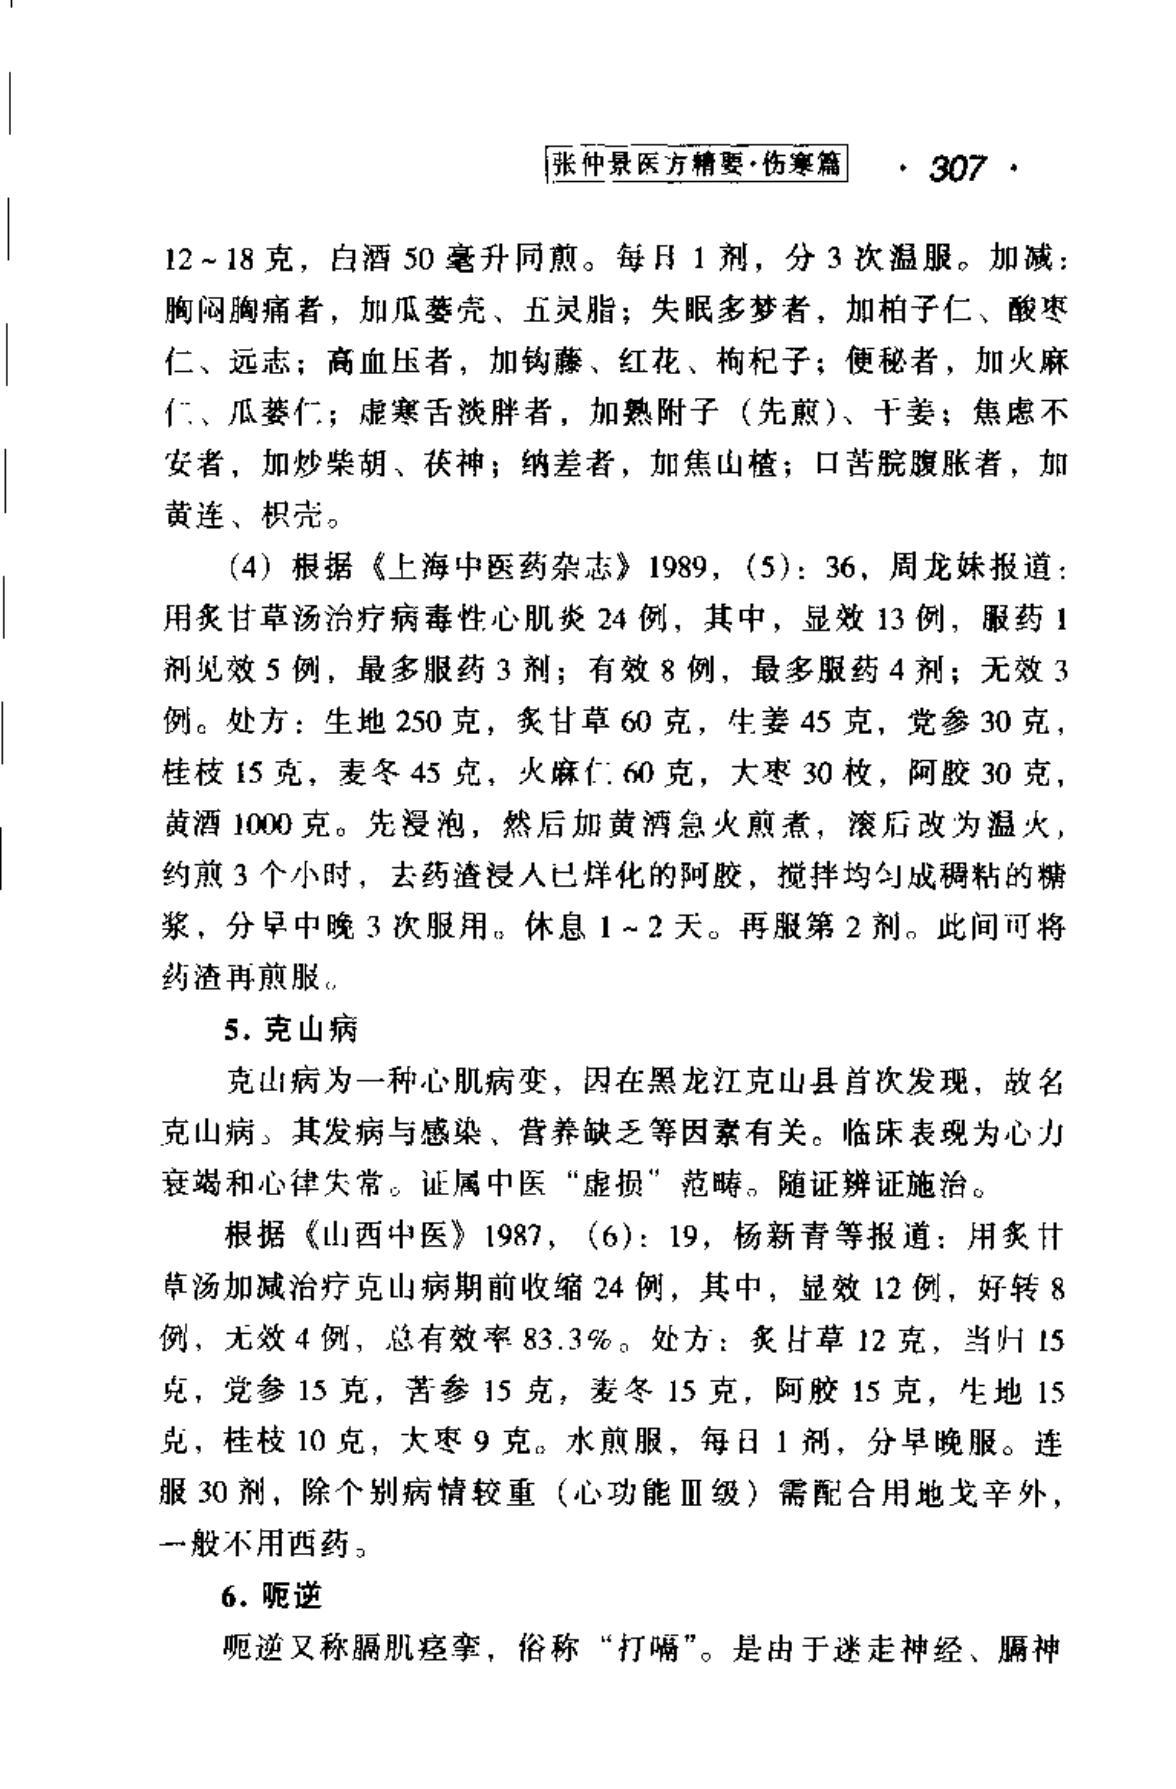 张仲景医方精要·伤寒篇 · 307 ·
12~18 克，白酒 50 毫升同煎。每日 1 剂，分 3 次温服。加减：
胸闷胸痛者，加瓜蒌壳、五灵脂；失眠多梦者，加柏子仁、酸枣
仁、远志；高血压者，加钩藤、红花、枸杞子；便秘者，加火麻
仁、瓜蒌仁；虚寒舌淡胖者，加熟附子（先煎）、干姜；焦虑不
安者，加炒柴胡、茯神；纳差者，加焦山楂；口苦脘腹胀者，加
黄连、枳壳。
(4) 根据《上海中医药杂志》1989，(5)：36，周龙妹报道：
用炙甘草汤治疗病毒性心肌炎 24 例，其中，显效 13 例，服药 1
剂见效 5 例，最多服药 3 剂；有效 8 例，最多服药 4 剂；无效 3
例。处方：生地 250 克，炙甘草 60 克，生姜 45 克，党参 30 克，
桂枝 15 克，麦冬 45 克，火麻仁 60 克，大枣 30 枚，阿胶 30 克，
黄酒 1000 克。先浸泡，然后加黄酒急火煎煮，滚后改为温火，
约煎 3 个小时，去药渣浸人已烊化的阿胶，搅拌均匀成稠粘的糖
浆，分早中晚 3 次服用。休息 1~2 天。再服第 2 剂。此间可将
药渣再煎服。
5. 克山病
克山病为一种心肌病变，因在黑龙江克山县首次发现，故名
克山病。其发病与感染、营养缺乏等因素有关。临床表现为心力
衰竭和心律失常。证属中医“虚损”范畴。随证辨证施治。
根据《山西中医》1987，(6)：19，杨新青等报道：用炙甘
草汤加减治疗克山病期前收缩 24 例，其中，显效 12 例，好转 8
例，无效 4 例，总有效率 83.3%。处方：炙甘草 12 克，当归 15
克，党参 15 克，苦参 15 克，麦冬 15 克，阿胶 15 克，生地 15
克，桂枝 10 克，大枣 9 克。水煎服，每日 1 剂，分早晚服。连
服 30 剂，除个别病情较重（心功能Ⅲ级）需配合用地戈辛外，
一般不用西药。
6. 呃逆
呃逆又称膈肌痉挛，俗称“打嗝”。是由于迷走神经、膈神